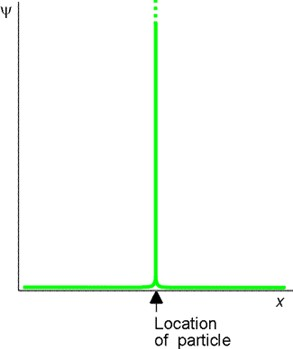 Ψ
x
Location
of particle